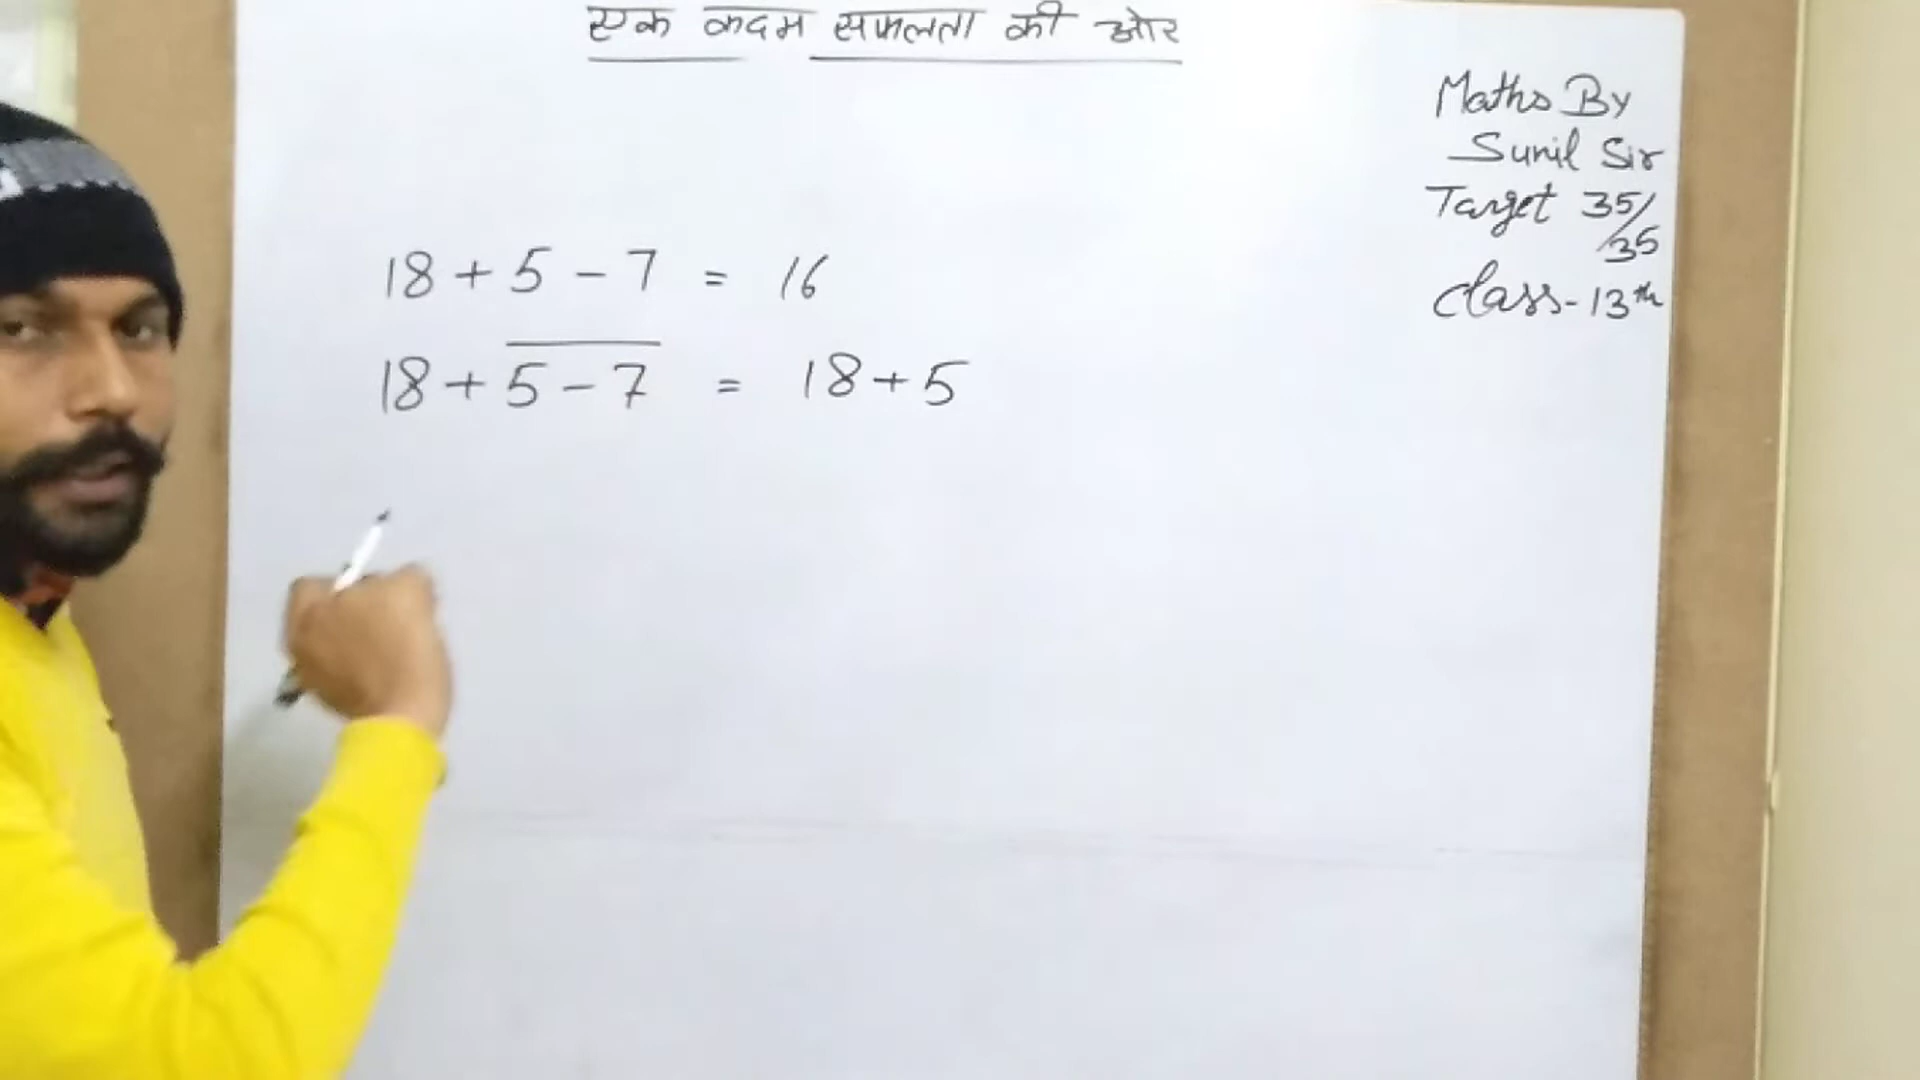 एक कदम सफलता की ओर
Maths By
Sunil Sir
Target 35/35
Class-13th
18 + 5 - 7 = 16
18 + 5 - 7 = 18 + 5